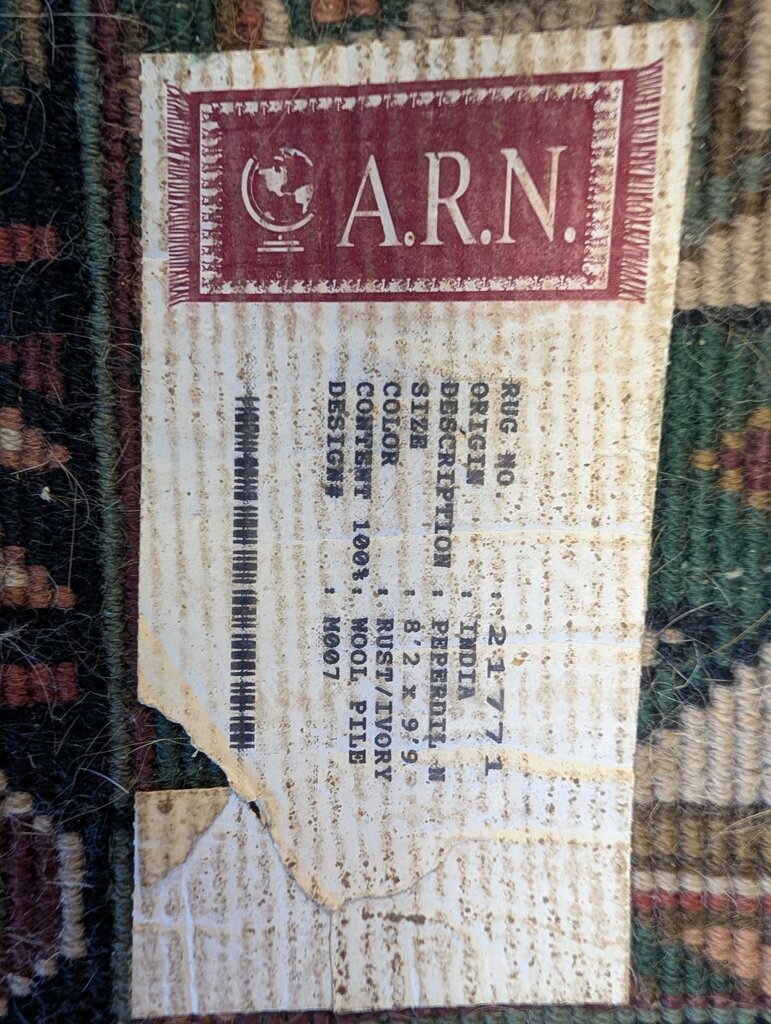 A.R.N.
RUG NO. : 21771
ORIGIN : INDIA
DESCRIPTION : PEPERDIL N
SIZE : 8'2 x 9'9
COLOR : RUST/IVORY
CONTENT 100%: WOOL PILE
DESIGN# : M007